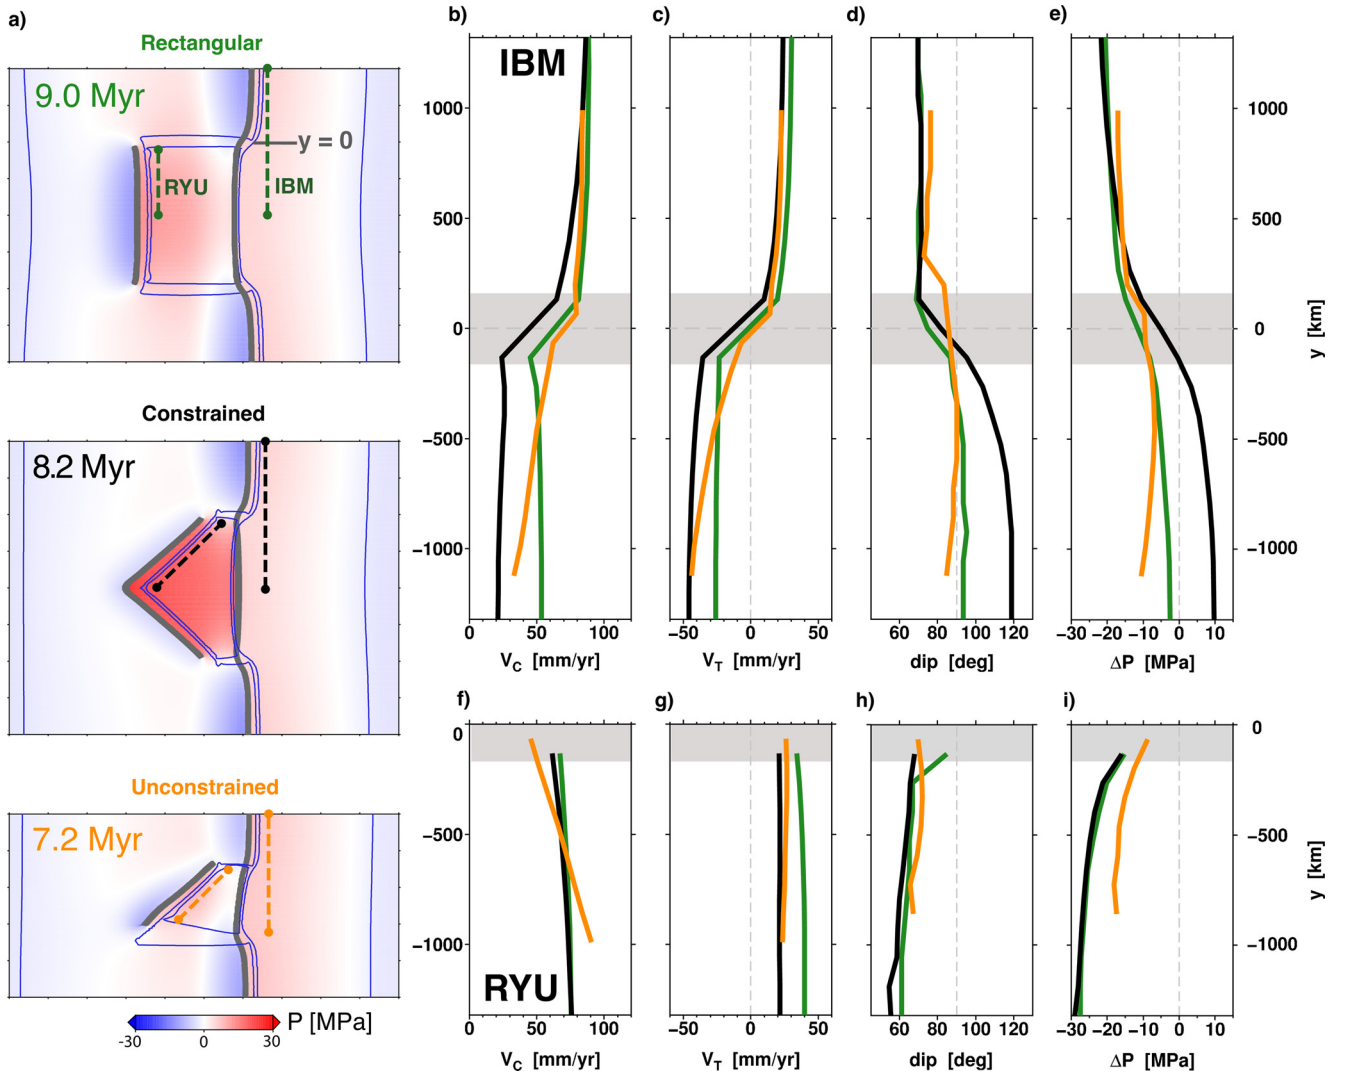 a)
Rectangular
9.0 Myr
y = 0
RYU
IBM
Constrained
8.2 Myr
Unconstrained
7.2 Myr
P [MPa]
-30 0 30
b) c) d) e)
IBM
1000 1000
500 500
0 0
y [km]
−500 −500
−1000 −1000
0 50 100 −50 0 50 60 80 100 120 −30 −20 −10 0 10
V_C [mm/yr] V_T [mm/yr] dip [deg] ΔP [MPa]
f) g) h) i)
0 0
−500 −500
y [km]
−1000 −1000
RYU
0 50 100 −50 0 50 60 80 100 120 −30 −20 −10 0 10
V_C [mm/yr] V_T [mm/yr] dip [deg] ΔP [MPa]